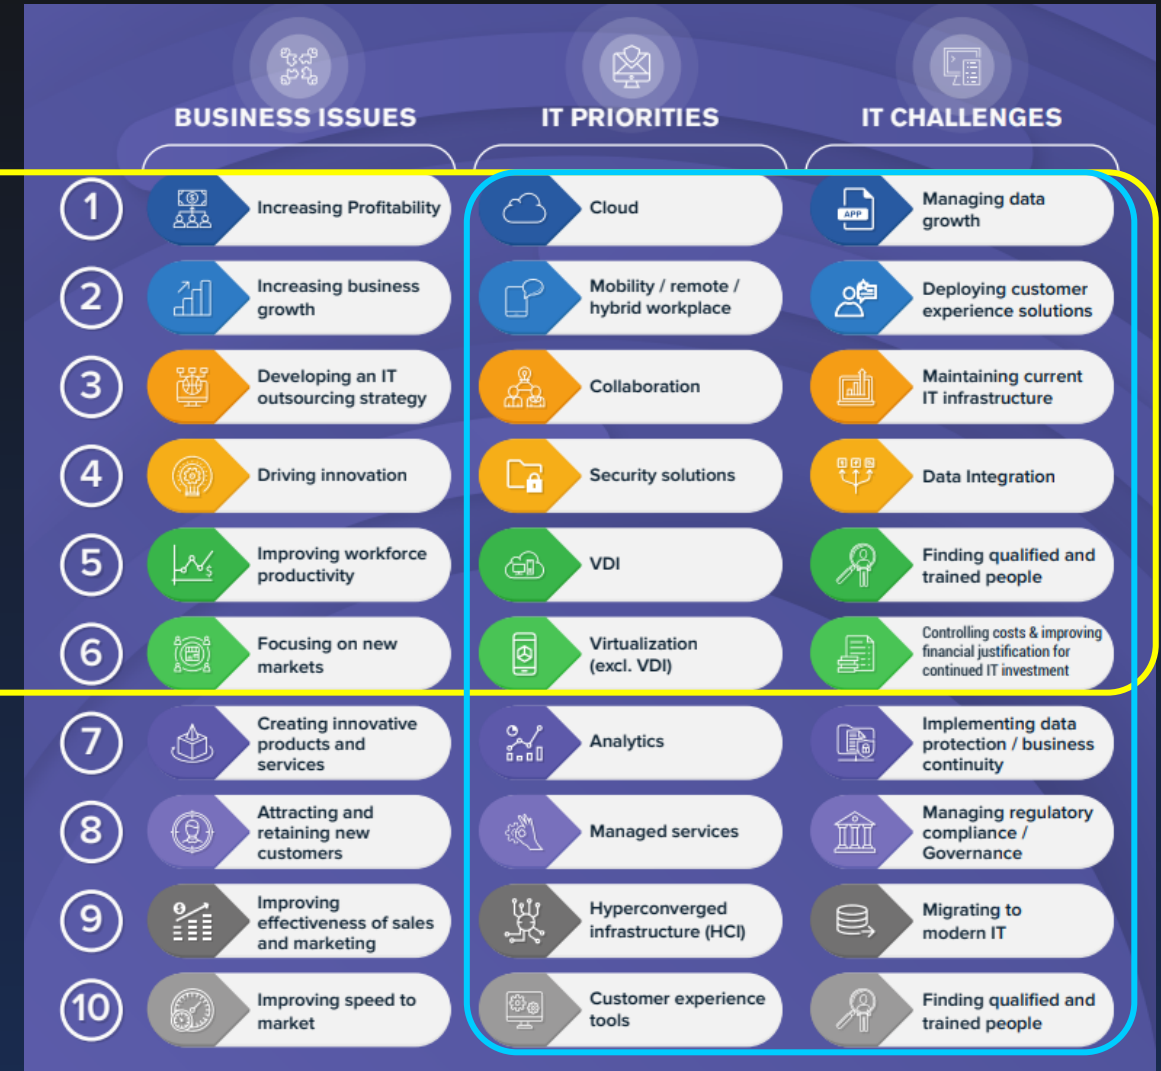 BUSINESS ISSUES
IT PRIORITIES
IT CHALLENGES
1
Increasing Profitability
Cloud
APP
Managing data
growth
2
Increasing business
growth
Mobility / remote /
hybrid workplace
Deploying customer
experience solutions
3
Developing an IT
outsourcing strategy
Collaboration
Maintaining current
IT infrastructure
4
Driving innovation
Security solutions
Data Integration
5
Improving workforce
productivity
VDI
Finding qualified and
trained people
6
Focusing on new
markets
Virtualization
(excl. VDI)
Controlling costs & improving
financial justification for
continued IT investment
7
Creating innovative
products and
services
Analytics
Implementing data
protection / business
continuity
8
Attracting and
retaining new
customers
Managed services
Managing regulatory
compliance /
Governance
9
Improving
effectiveness of sales
and marketing
Hyperconverged
infrastructure (HCI)
Migrating to
modern IT
10
Improving speed to
market
Customer experience
tools
Finding qualified and
trained people